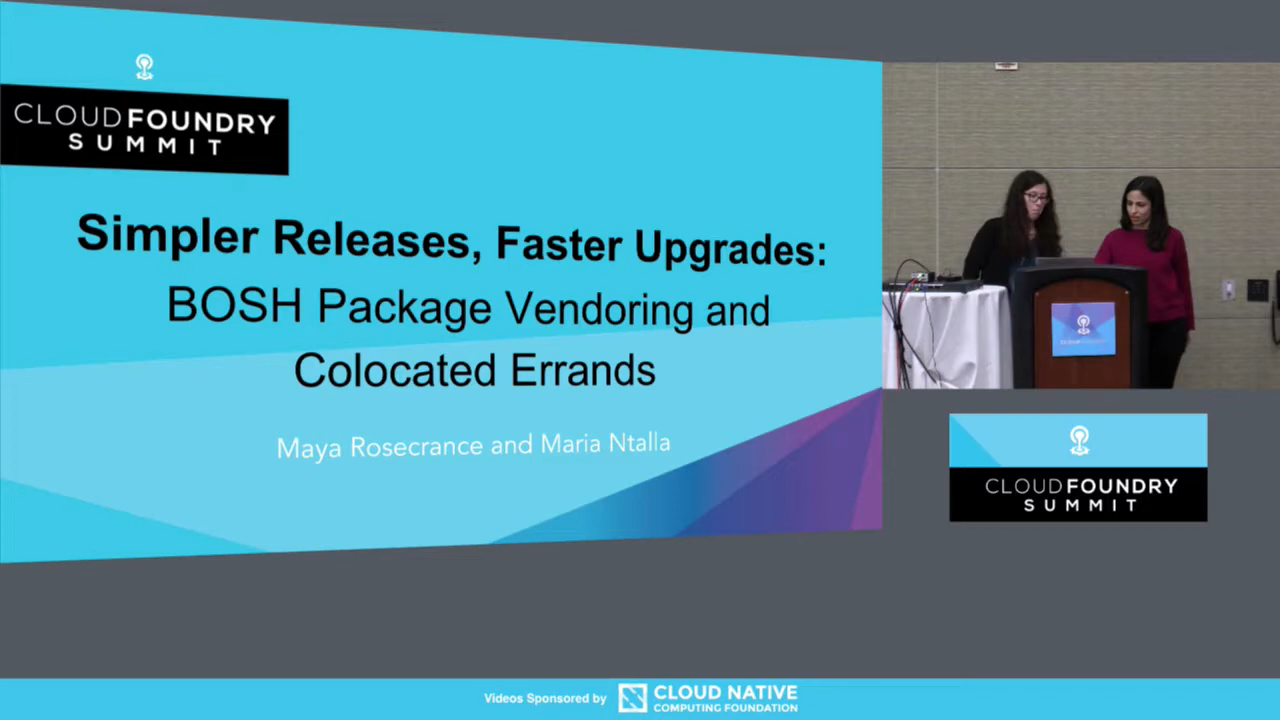 CLOUD FOUNDRY
SUMMIT
Simpler Releases, Faster Upgrades:
BOSH Package Vendoring and
Colocated Errands
Maya Rosecrance and Maria Ntalla
CLOUD FOUNDRY
SUMMIT
Videos Sponsored by
CLOUD NATIVE
COMPUTING FOUNDATION